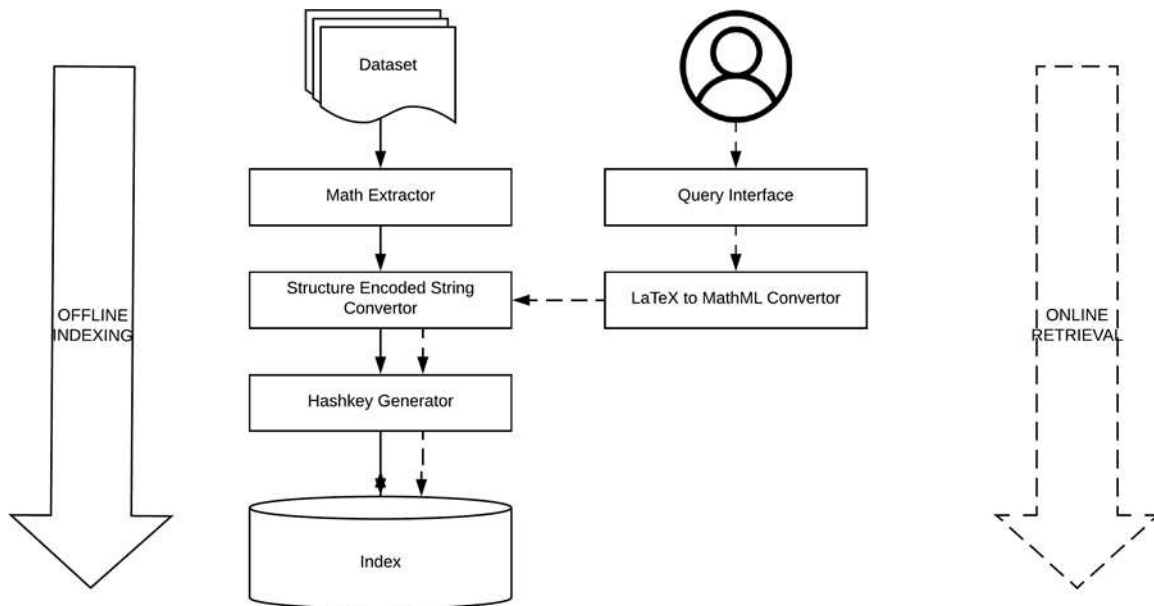 Dataset
Math Extractor
Query Interface
Structure Encoded String
Convertor
LaTeX to MathML Convertor
OFFLINE
INDEXING
ONLINE
RETRIEVAL
Hashkey Generator
Index